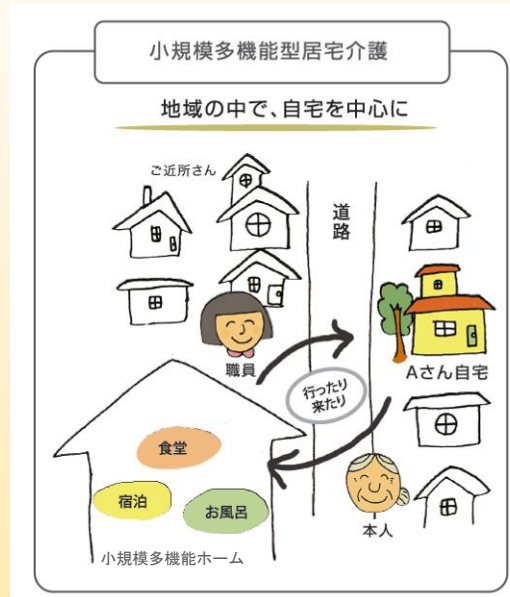 小規模多機能型居宅介護
地域の中で、自宅を中心に
ご近所さん
道路
職員
Aさん自宅
行ったり
来たり
食堂
宿泊
お風呂
本人
小規模多機能ホーム